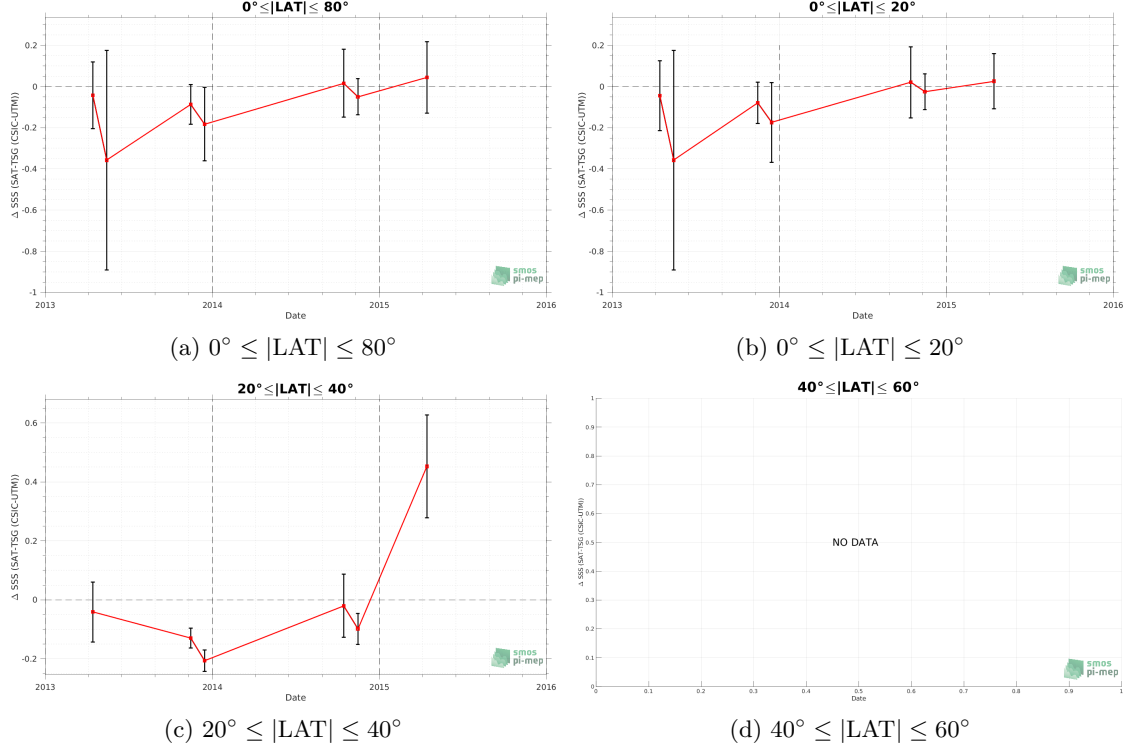 0°≤|LAT|≤ 80°
0.2
0
-0.2
-0.4
-0.6
-0.8
-1
Δ SSS (SAT-TSG (CSIC-UTM))
2013
2014
2015
2016
Date
smos
pi-mep
(a) 0° ≤ |LAT| ≤ 80°
0°≤|LAT|≤ 20°
0.2
0
-0.2
-0.4
-0.6
-0.8
-1
Δ SSS (SAT-TSG (CSIC-UTM))
2013
2014
2015
2016
Date
smos
pi-mep
(b) 0° ≤ |LAT| ≤ 20°
20°≤|LAT|≤ 40°
0.6
0.4
0.2
0
-0.2
Δ SSS (SAT-TSG (CSIC-UTM))
2013
2014
2015
2016
Date
smos
pi-mep
(c) 20° ≤ |LAT| ≤ 40°
40°≤|LAT|≤ 60°
1
0.9
0.8
0.7
0.6
0.5
0.4
0.3
0.2
0.1
0
Δ SSS (SAT-TSG (CSIC-UTM))
NO DATA
0
0.1
0.2
0.3
0.4
0.5
0.6
0.7
0.8
0.9
1
Date
smos
pi-mep
(d) 40° ≤ |LAT| ≤ 60°